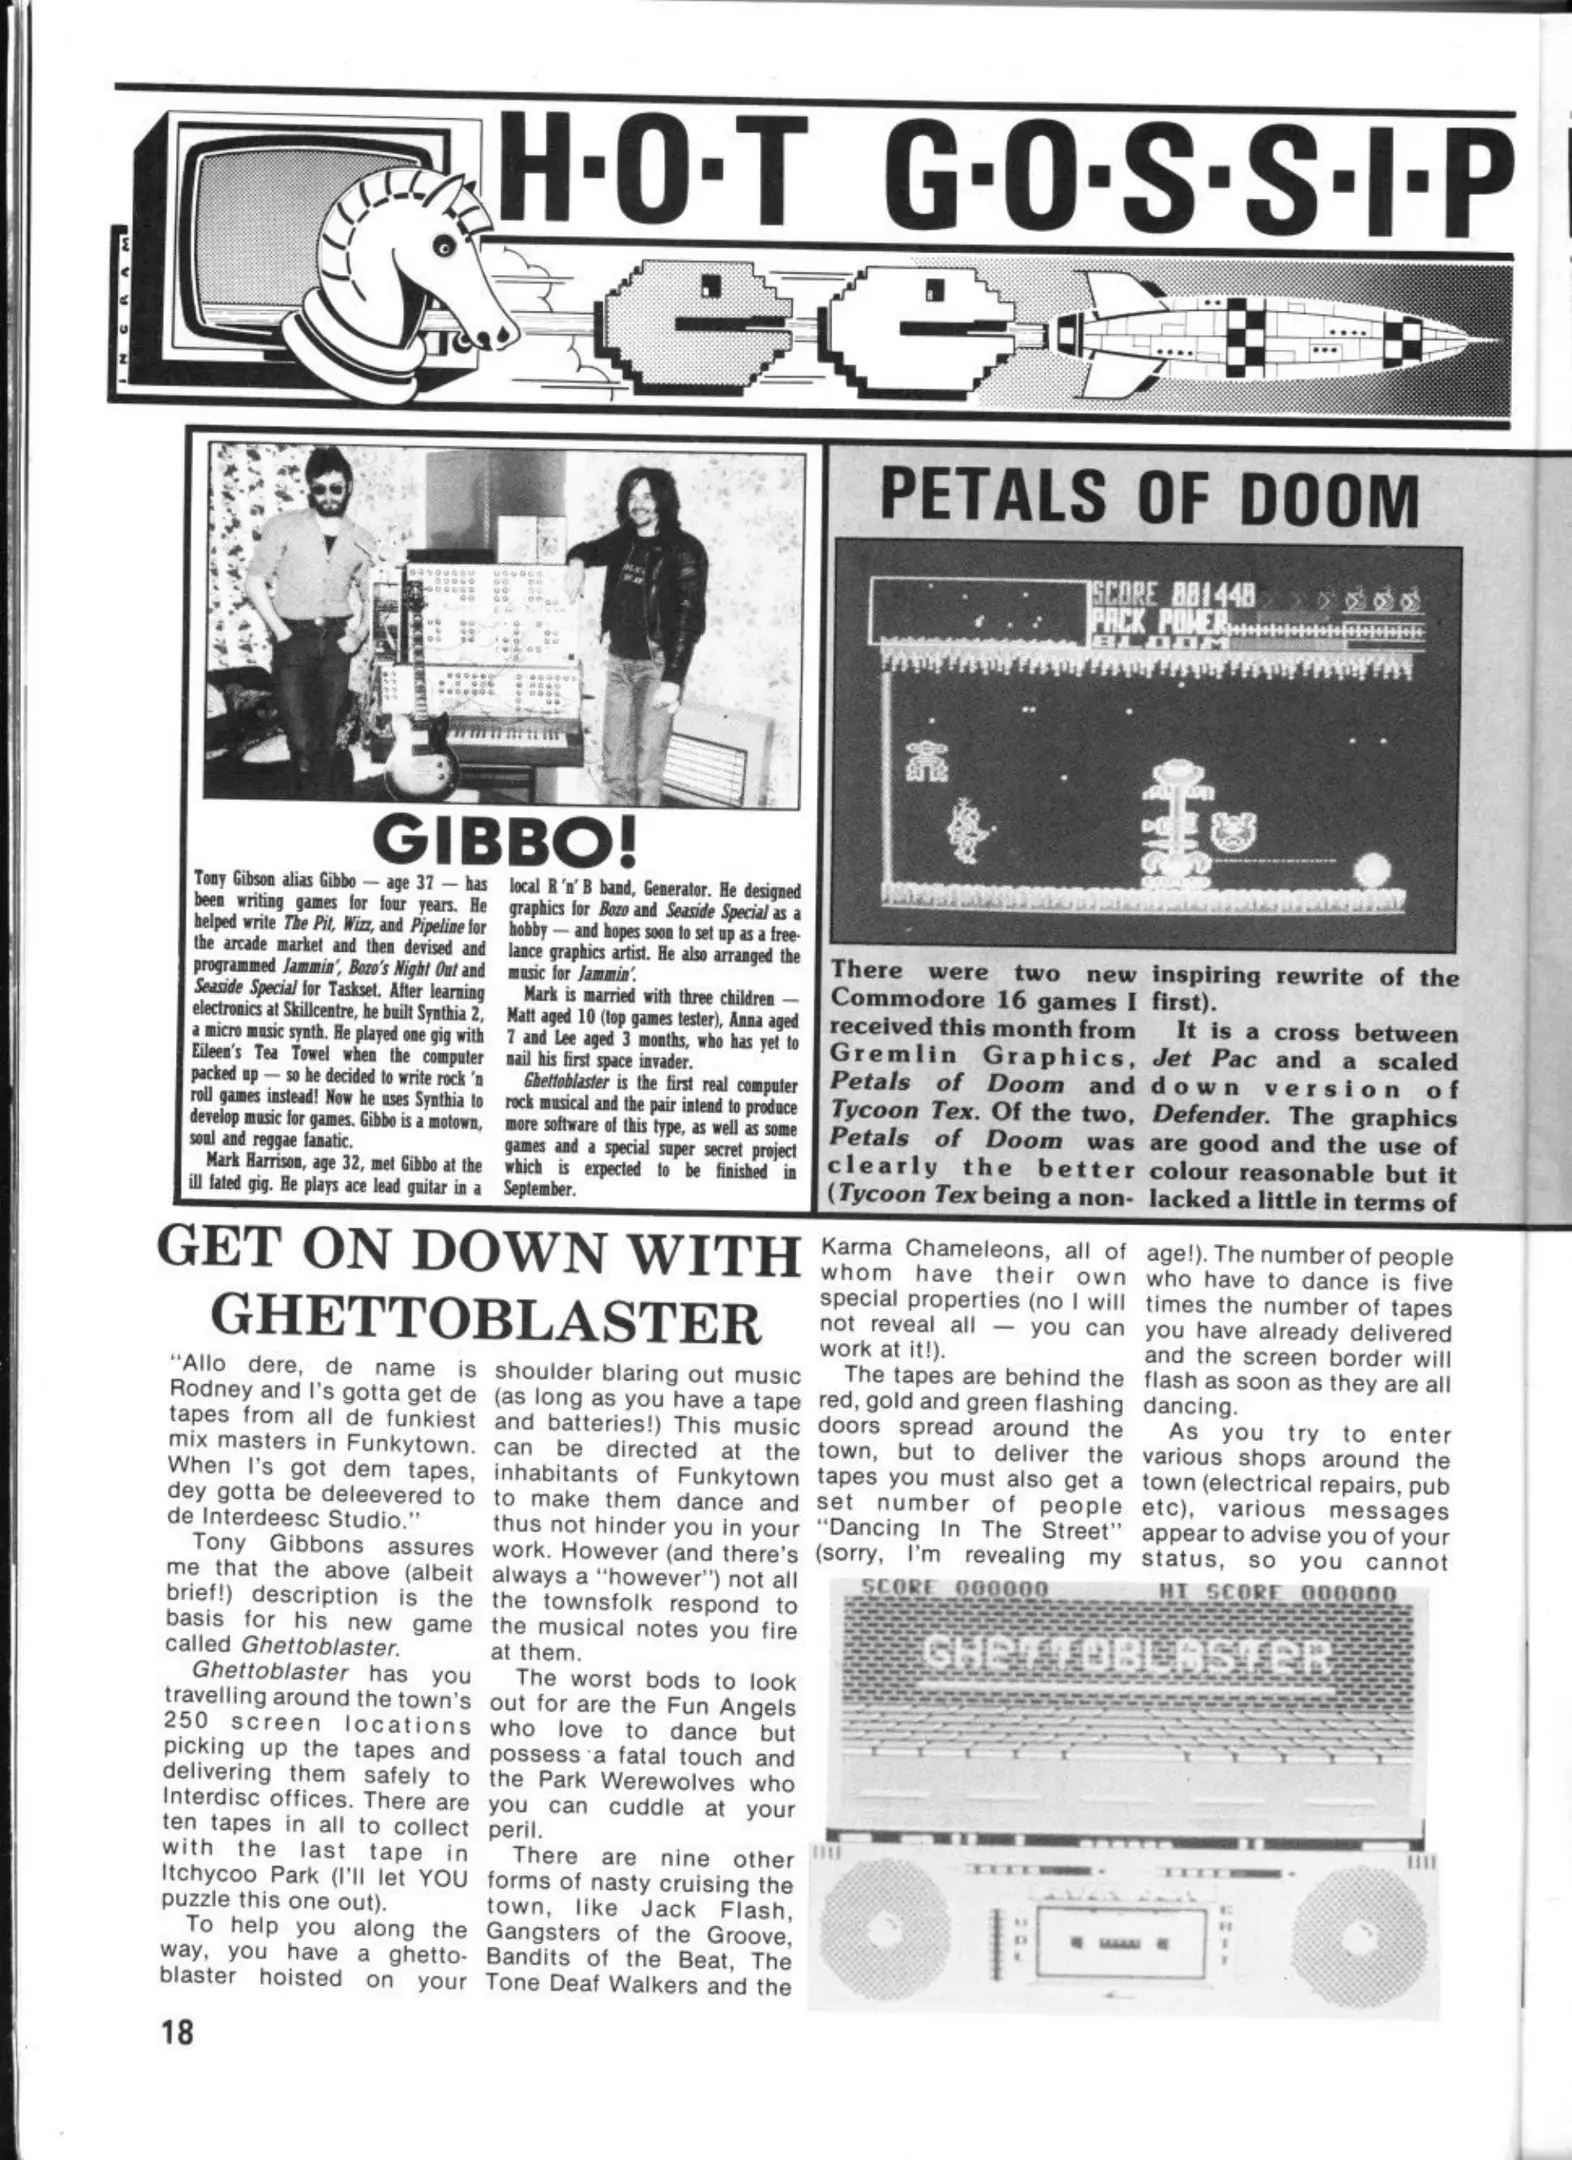 H·O·T G·O·S·S·I·P
INGRAM
GIBBO!
Tony Gibson alias Gibbo — age 37 — has
been writing games for four years. He
helped write The Pit, Wizz, and Pipeline for
the arcade market and then devised and
programmed Jammin', Bozo's Night Out and
Seaside Special for Taskset. After learning
electronics at Skillcentre, he built Synthia 2,
a micro music synth. He played one gig with
Eileen's Tea Towel when the computer
packed up — so he decided to write rock 'n
roll games instead! Now he uses Synthia to
develop music for games. Gibbo is a motown,
soul and reggae fanatic.
Mark Harrison, age 32, met Gibbo at the
ill fated gig. He plays ace lead guitar in a
local R 'n' B band, Generator. He designed
graphics for Bozo and Seaside Special as a
hobby — and hopes soon to set up as a free-
lance graphics artist. He also arranged the
music for Jammin'.
Mark is married with three children —
Matt aged 10 (top games tester), Anna aged
7 and Lee aged 3 months, who has yet to
nail his first space invader.
Ghettoblaster is the first real computer
rock musical and the pair intend to produce
more software of this type, as well as some
games and a special super secret project
which is expected to be finished in
September.
PETALS OF DOOM
SCORE 001440
PACK POWER
BLOOM
There were two new
Commodore 16 games I
received this month from
Gremlin Graphics,
Petals of Doom and
Tycoon Tex. Of the two,
Petals of Doom was
clearly the better
(Tycoon Tex being a non-
inspiring rewrite of the
first).
It is a cross between
Jet Pac and a scaled
down version of
Defender. The graphics
are good and the use of
colour reasonable but it
lacked a little in terms of
GET ON DOWN WITH
GHETTOBLASTER
"Allo dere, de name is
Rodney and I's gotta get de
tapes from all de funkiest
mix masters in Funkytown.
When I's got dem tapes,
dey gotta be deleevered to
de Interdeesc Studio."
Tony Gibbons assures
me that the above (albeit
brief!) description is the
basis for his new game
called Ghettoblaster.
Ghettoblaster has you
travelling around the town's
250 screen locations
picking up the tapes and
delivering them safely to
Interdisc offices. There are
ten tapes in all to collect
with the last tape in
Itchycoo Park (I'll let YOU
puzzle this one out).
To help you along the
way, you have a ghetto-
blaster hoisted on your
shoulder blaring out music
(as long as you have a tape
and batteries!) This music
can be directed at the
inhabitants of Funkytown
to make them dance and
thus not hinder you in your
work. However (and there's
always a "however") not all
the townsfolk respond to
the musical notes you fire
at them.
The worst bods to look
out for are the Fun Angels
who love to dance but
possess a fatal touch and
the Park Werewolves who
you can cuddle at your
peril.
There are nine other
forms of nasty cruising the
town, like Jack Flash,
Gangsters of the Groove,
Bandits of the Beat, The
Tone Deaf Walkers and the
Karma Chameleons, all of
whom have their own
special properties (no I will
not reveal all — you can
work at it!).
The tapes are behind the
red, gold and green flashing
doors spread around the
town, but to deliver the
tapes you must also get a
set number of people
"Dancing In The Street"
(sorry, I'm revealing my
age!). The number of people
who have to dance is five
times the number of tapes
you have already delivered
and the screen border will
flash as soon as they are all
dancing.
As you try to enter
various shops around the
town (electrical repairs, pub
etc), various messages
appear to advise you of your
status, so you cannot
SCORE 000000 HI SCORE 000000
GHETTOBLASTER
18